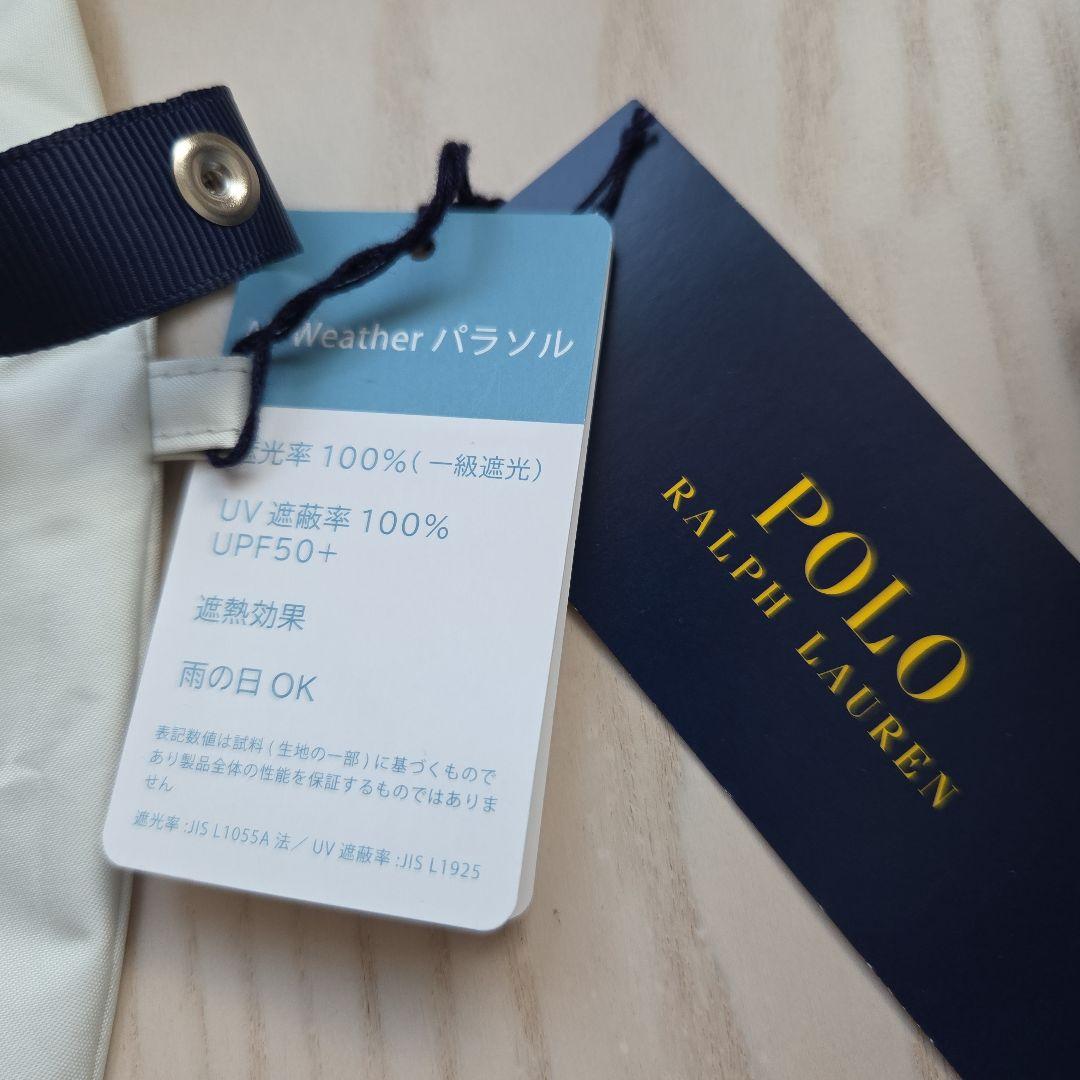 All Weather パラソル
遮光率 100%( 一級遮光)
UV 遮蔽率 100%
UPF50+
遮熱効果
雨の日 OK
表記数値は試料 ( 生地の一部 ) に基づくもので
あり製品全体の性能を保証するものではありま
せん
遮光率 :JIS L1055A 法／ UV 遮蔽率 :JIS L1925
POLO
RALPH LAUREN